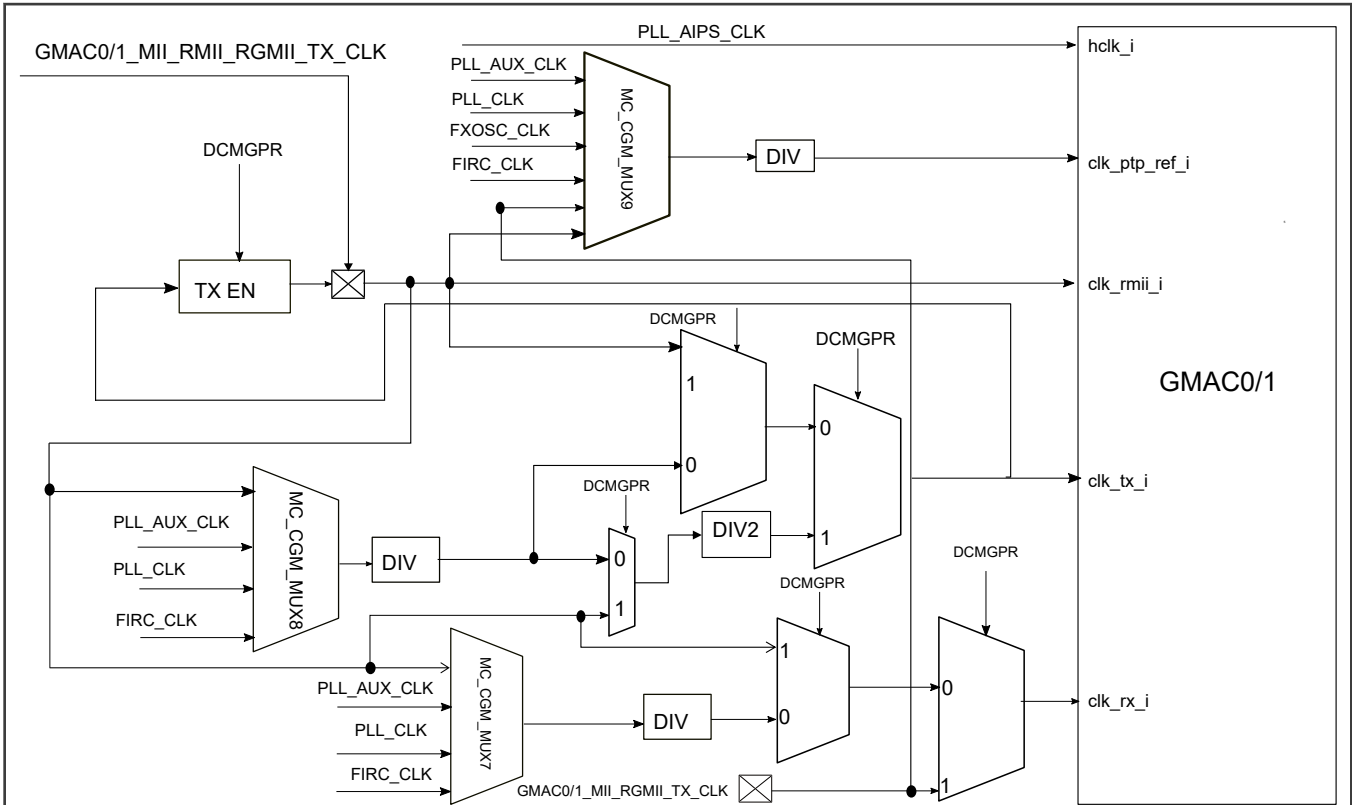 PLL_AIPS_CLK
hclk_i
GMAC0/1_MII_RMII_RGMII_TX_CLK
PLL_AUX_CLK
PLL_CLK
FXOSC_CLK
FIRC_CLK
MC_CGM_MUX9
DIV
clk_ptp_ref_i
DCMGPR
TX EN
clk_rmii_i
DCMGPR
DCMGPR
GMAC0/1
1
0
0
1
clk_tx_i
PLL_AUX_CLK
PLL_CLK
FIRC_CLK
MC_CGM_MUX8
DIV
DCMGPR
0
1
DIV2
DCMGPR
DCMGPR
PLL_AUX_CLK
PLL_CLK
FIRC_CLK
MC_CGM_MUX7
DIV
1
0
0
1
clk_rx_i
GMAC0/1_MII_RGMII_TX_CLK